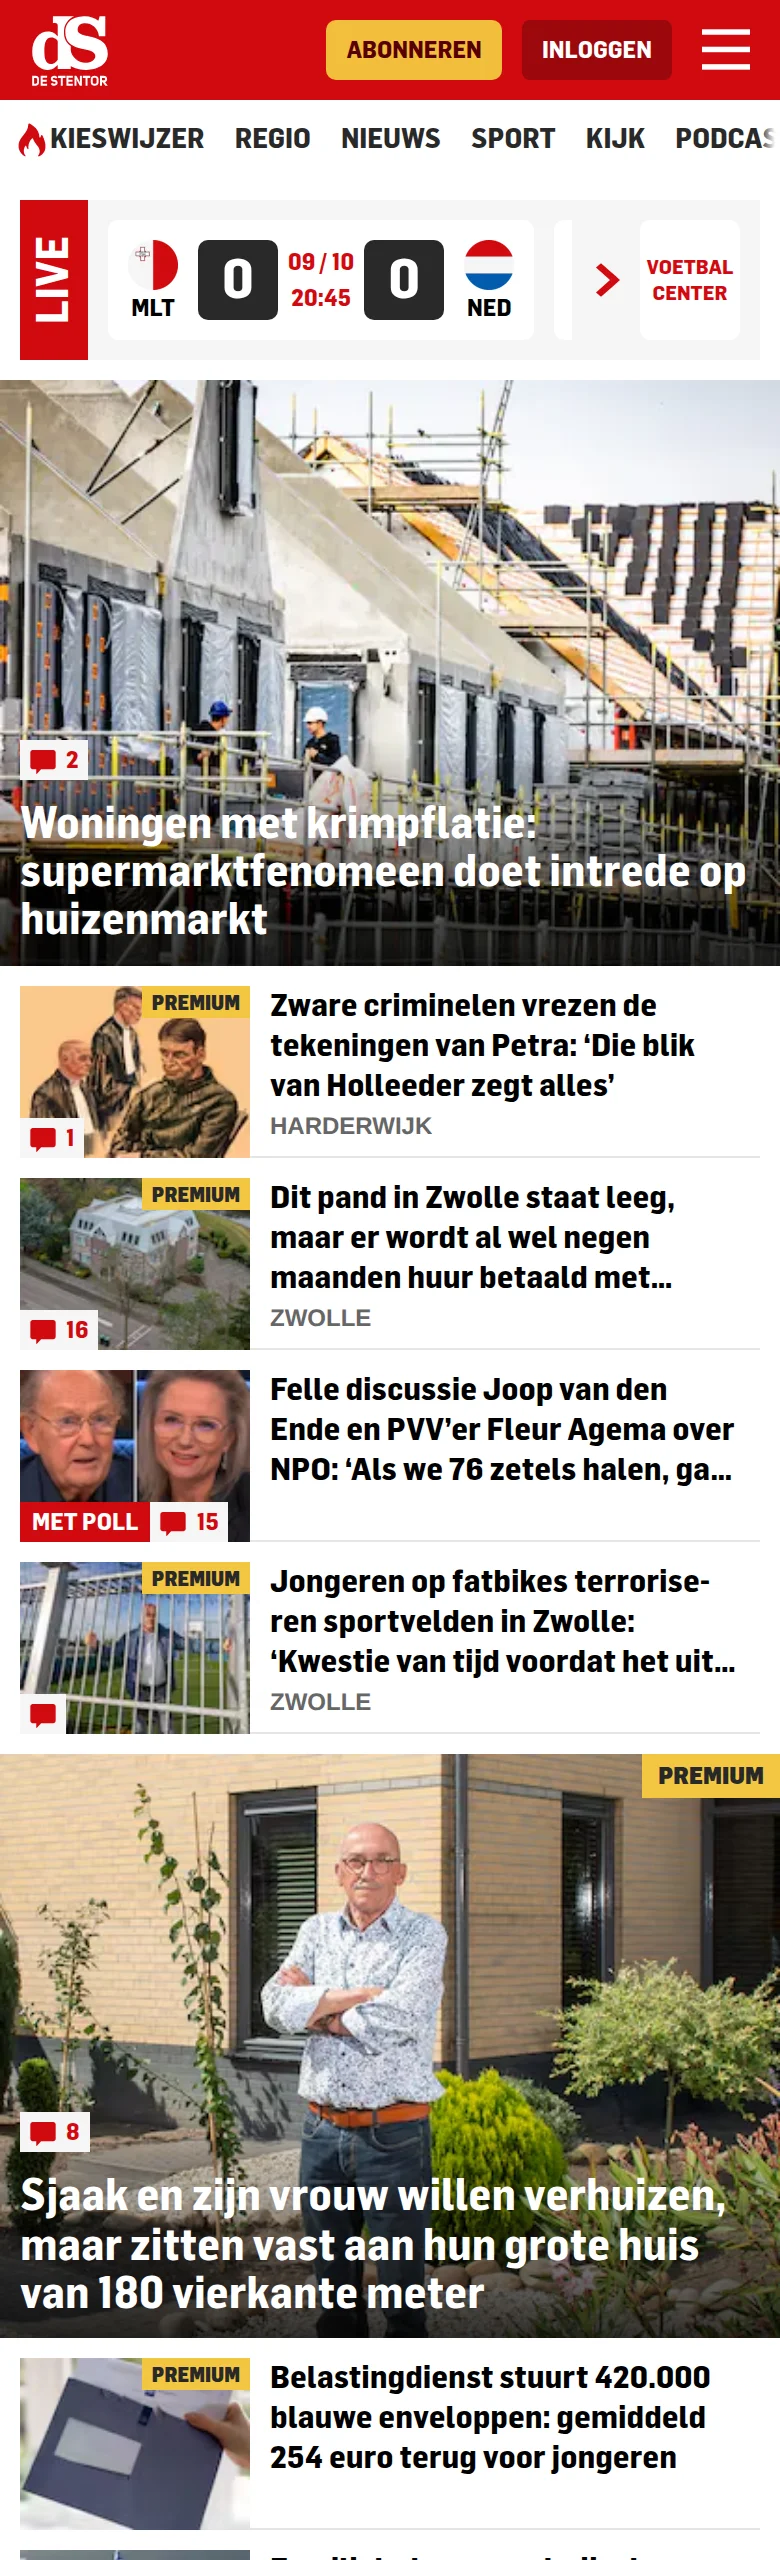 dS
DE STENTOR
ABONNEREN
INLOGGEN
KIESWIJZER REGIO NIEUWS SPORT KIJK PODCAS
LIVE
MLT
0
09 / 10
20:45
0
NED
VOETBAL
CENTER
2
Woningen met krimpflatie:
supermarktfenomeen doet intrede op
huizenmarkt
PREMIUM
1
Zware criminelen vrezen de
tekeningen van Petra: ‘Die blik
van Holleeder zegt alles’
HARDERWIJK
PREMIUM
16
Dit pand in Zwolle staat leeg,
maar er wordt al wel negen
maanden huur betaald met...
ZWOLLE
MET POLL
15
Felle discussie Joop van den
Ende en PVV’er Fleur Agema over
NPO: ‘Als we 76 zetels halen, ga...
PREMIUM
Jongeren op fatbikes terrorise-
ren sportvelden in Zwolle:
‘Kwestie van tijd voordat het uit...
ZWOLLE
PREMIUM
8
Sjaak en zijn vrouw willen verhuizen,
maar zitten vast aan hun grote huis
van 180 vierkante meter
PREMIUM
Belastingdienst stuurt 420.000
blauwe enveloppen: gemiddeld
254 euro terug voor jongeren